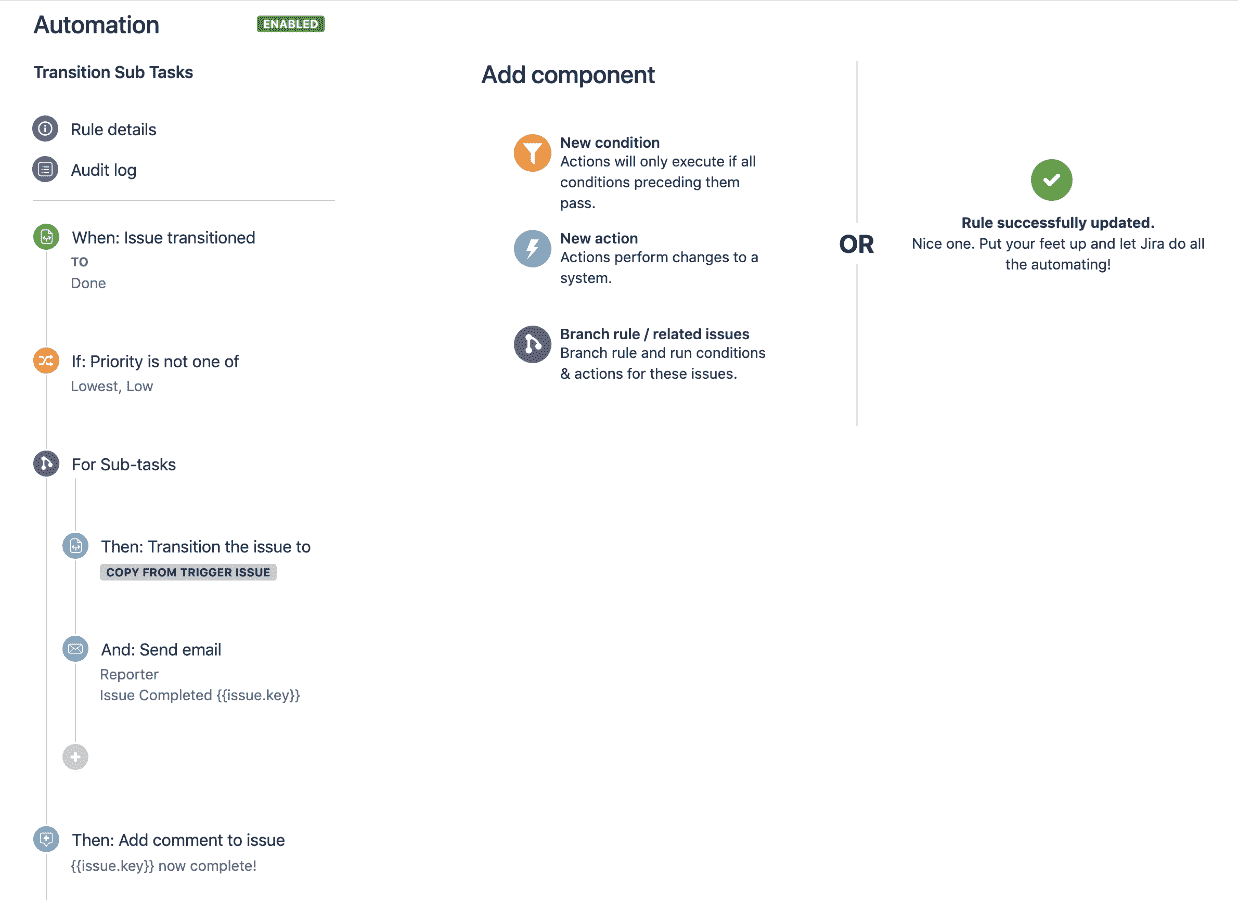 Automation
ENABLED
Transition Sub Tasks
Rule details
Audit log
When: Issue transitioned
TO
Done
If: Priority is not one of
Lowest, Low
For Sub-tasks
Then: Transition the issue to
COPY FROM TRIGGER ISSUE
And: Send email
Reporter
Issue Completed {{issue.key}}
Then: Add comment to issue
{{issue.key}} now complete!
Add component
New condition
Actions will only execute if all
conditions preceding them
pass.
New action
Actions perform changes to a
system.
Branch rule / related issues
Branch rule and run conditions
& actions for these issues.
OR
Rule successfully updated.
Nice one. Put your feet up and let Jira do all
the automating!